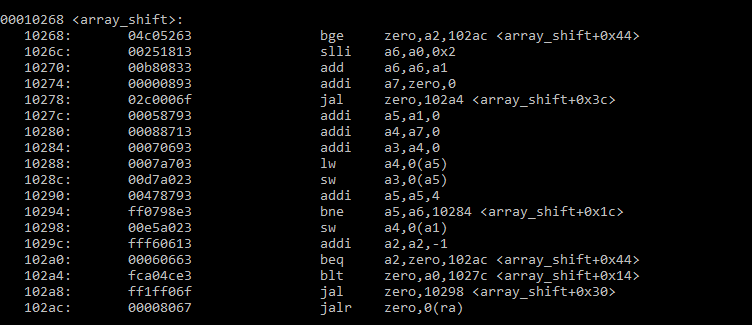 00010268 <array_shift>:
10268: 04c05263 bge zero,a2,102ac <array_shift+0x44>
1026c: 00251813 slli a6,a0,0x2
10270: 00b80833 add a6,a6,a1
10274: 00000893 addi a7,zero,0
10278: 02c0006f jal zero,102a4 <array_shift+0x3c>
1027c: 00058793 addi a5,a1,0
10280: 00088713 addi a4,a7,0
10284: 00070693 addi a3,a4,0
10288: 0007a703 lw a4,0(a5)
1028c: 00d7a023 sw a3,0(a5)
10290: 00478793 addi a5,a5,4
10294: ff0798e3 bne a5,a6,10284 <array_shift+0x1c>
10298: 00e5a023 sw a4,0(a1)
1029c: fff60613 addi a2,a2,-1
102a0: 00060663 beq a2,zero,102ac <array_shift+0x44>
102a4: fca04ce3 blt zero,a0,1027c <array_shift+0x14>
102a8: ff1ff06f jal zero,10298 <array_shift+0x30>
102ac: 00008067 jalr zero,0(ra)